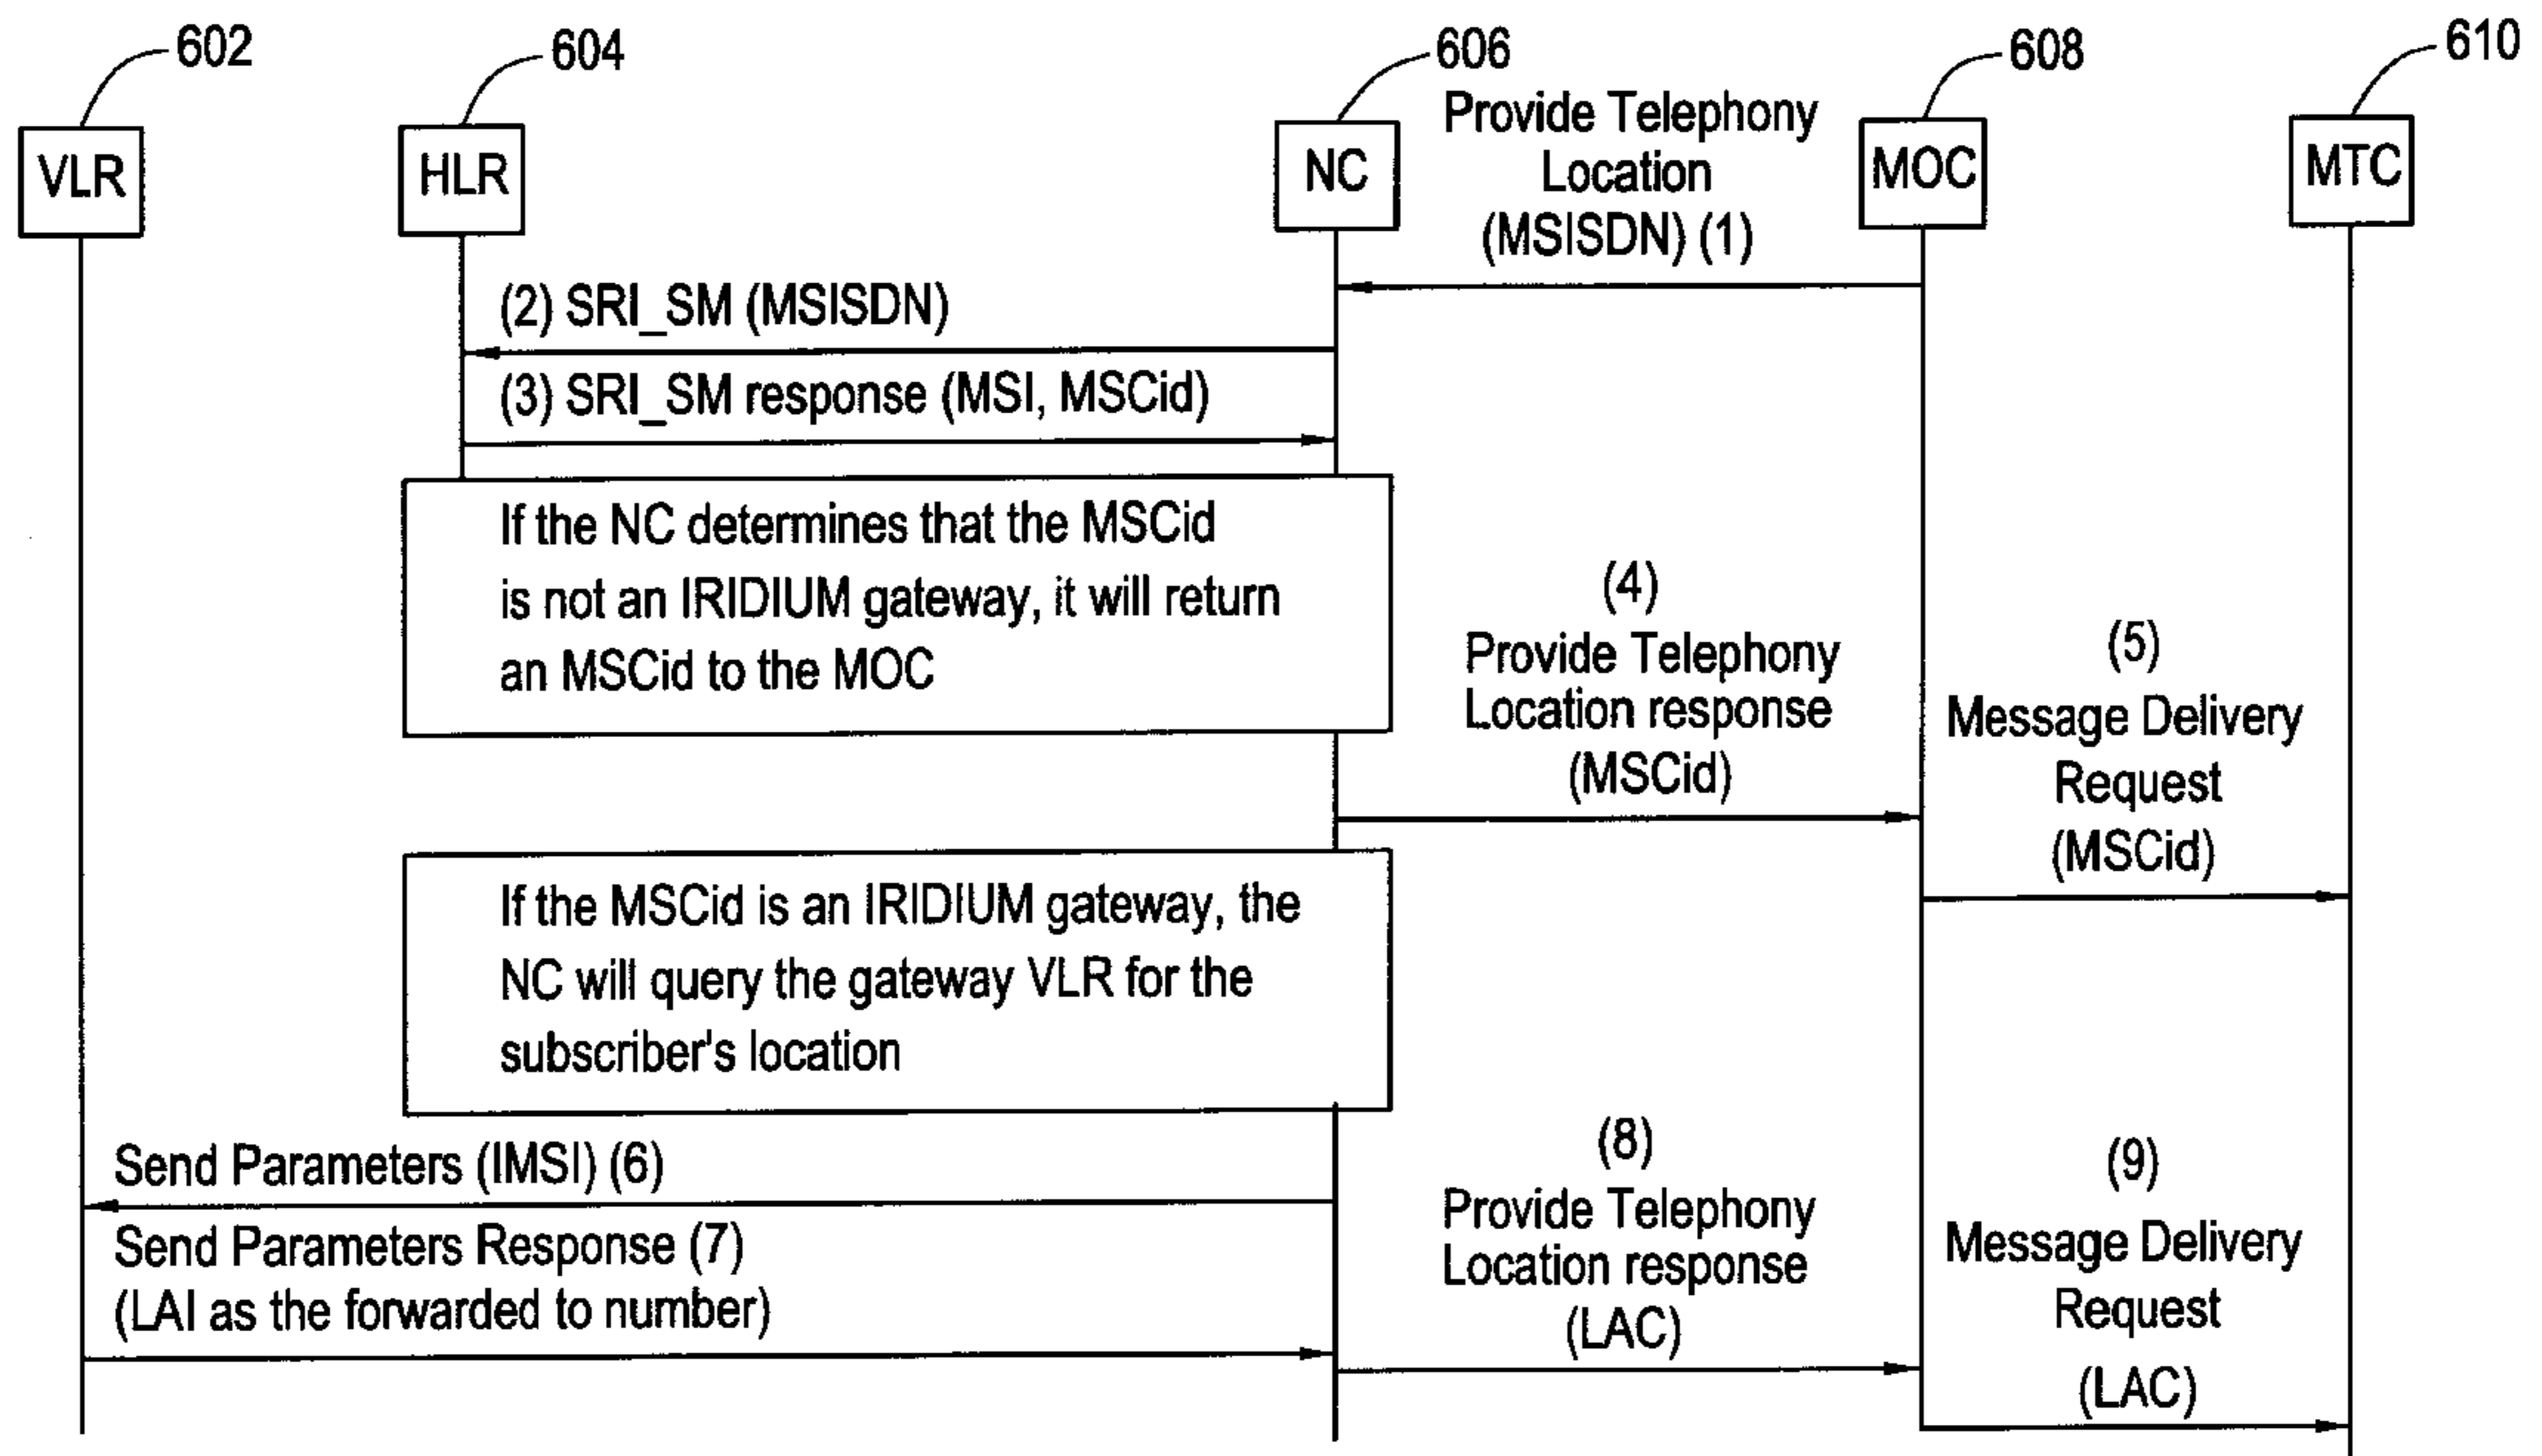 602
604
606
608
610
VLR
HLR
NC
MOC
MTC
Provide Telephony
Location
(MSISDN) (1)
(2) SRI_SM (MSISDN)
(3) SRI_SM response (MSI, MSCid)
If the NC determines that the MSCid
is not an IRIDIUM gateway, it will return
an MSCid to the MOC
(4)
Provide Telephony
Location response
(MSCid)
(5)
Message Delivery
Request
(MSCid)
If the MSCid is an IRIDIUM gateway, the
NC will query the gateway VLR for the
subscriber's location
Send Parameters (IMSI) (6)
Send Parameters Response (7)
(LAI as the forwarded to number)
(8)
Provide Telephony
Location response
(LAC)
(9)
Message Delivery
Request
(LAC)